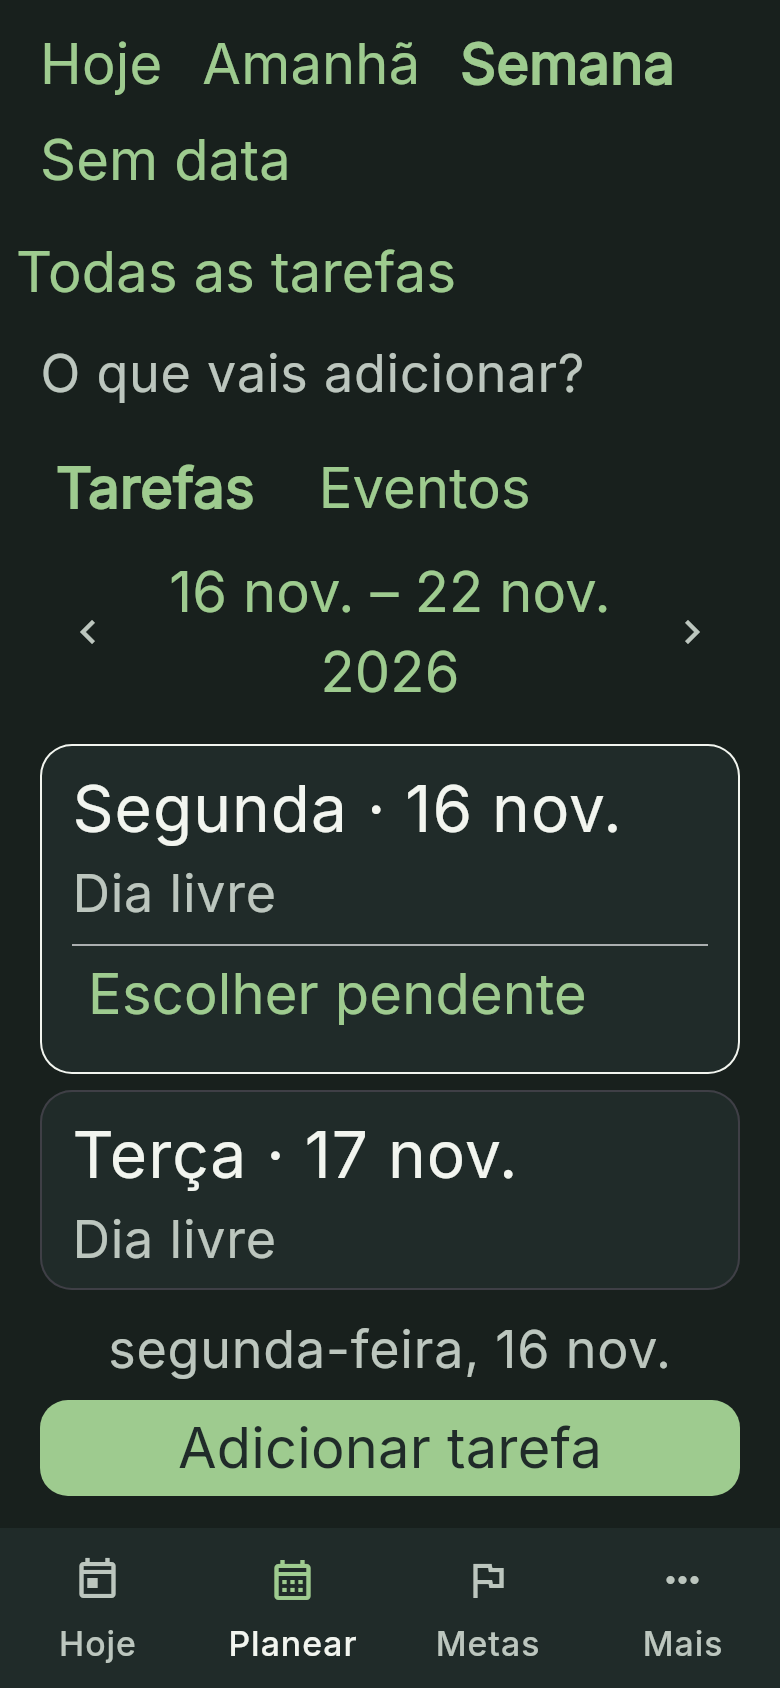 Hoje Amanhã Semana
Sem data
Todas as tarefas
O que vais adicionar?
Tarefas Eventos
16 nov. – 22 nov.
2026
Segunda · 16 nov.
Dia livre
Escolher pendente
Terça · 17 nov.
Dia livre
segunda-feira, 16 nov.
Adicionar tarefa
Hoje Planear Metas Mais